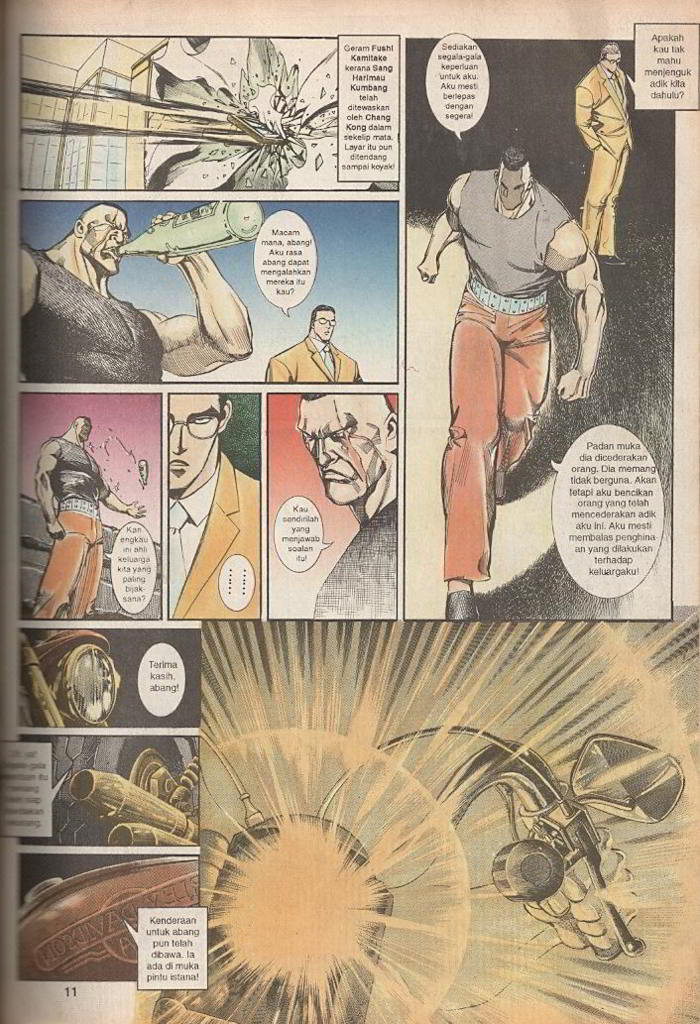 Geram Fushi
Kamitake
kerana Sang
Harimau
Kumbang
telah
ditewaskan
oleh Chang
Kong dalam
sekelip mata.
Layar itu pun
ditendang
sampai koyak!
Macam
mana, abang!
Aku rasa
abang dapat
mengalahkan
mereka itu
kau?
Kan
engkau
ini ahli
keluarga
kita yang
paling
bijak-
sana?
Kau
sendirilah
yang
menjawab
soalan
itu!
Sediakan
segala-gala
keperluan
untuk aku.
Aku mesti
berlepas
dengan
segera!
Apakah
kau tak
mahu
menjenguk
adik kita
dahulu?
Padan muka
dia dicederakan
orang. Dia memang
tidak berguna. Akan
tetapi aku bencikan
orang yang telah
mencederakan adik
aku ini. Aku mesti
membalas penghina-
an yang dilakukan
terhadap
keluargaku!
Terima
kasih,
abang!
Kenderaan
untuk abang
pun telah
dibawa. Ia
ada di muka
pintu istana!
11